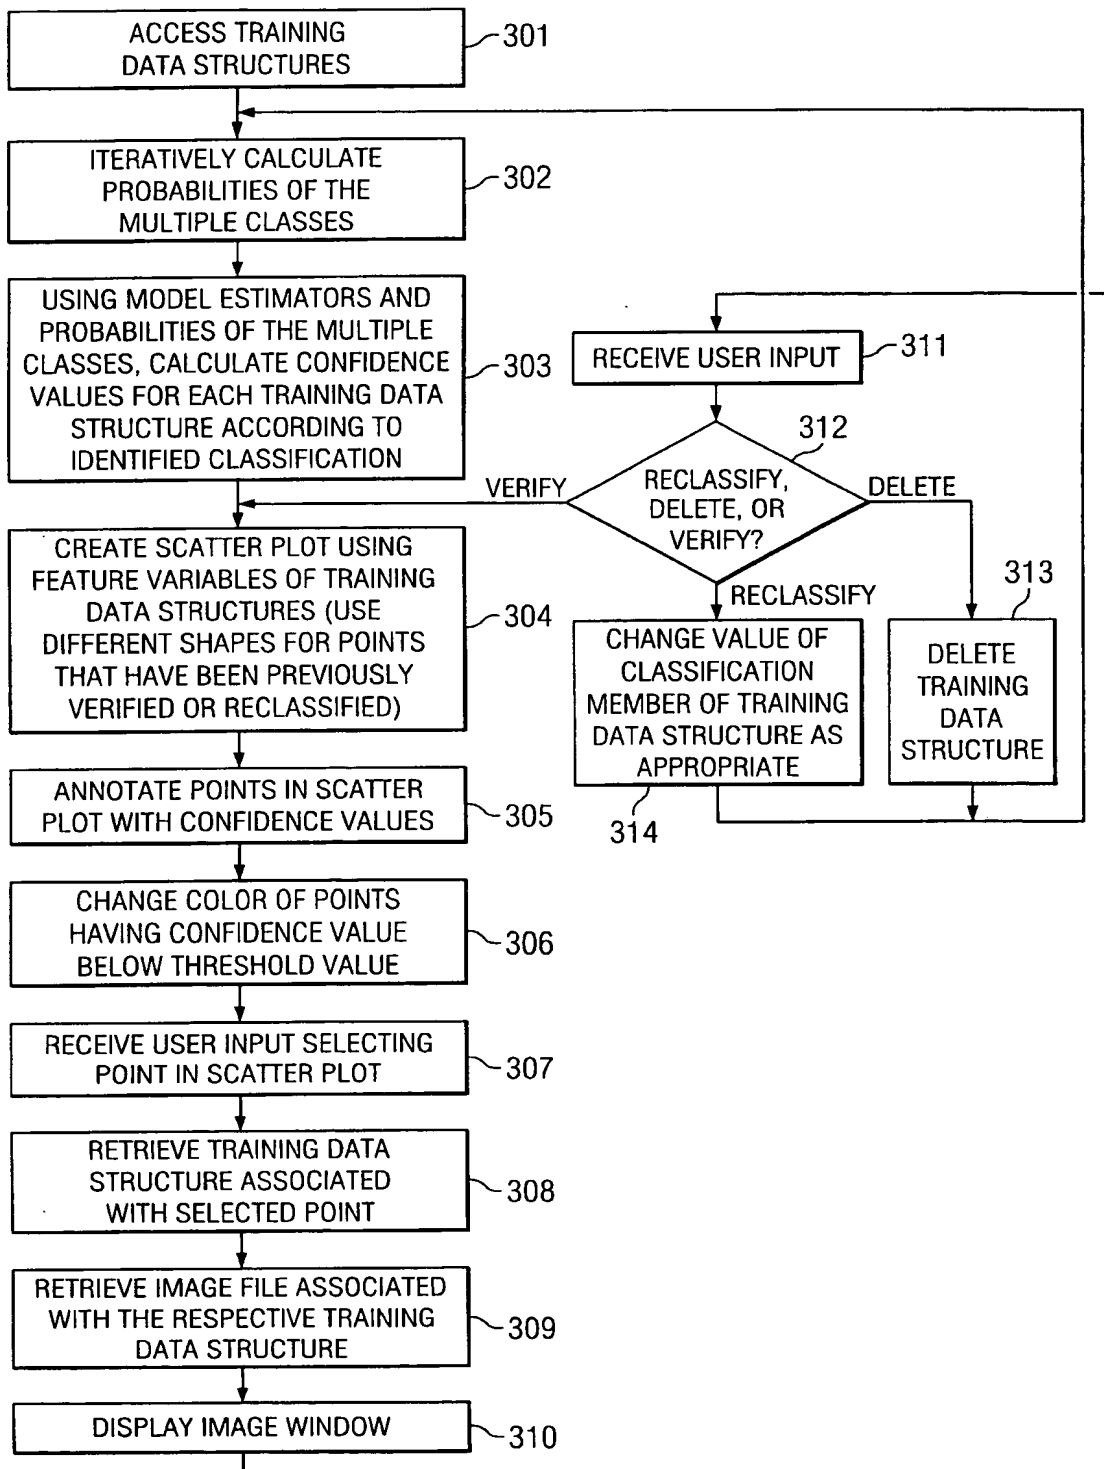 ACCESS TRAINING
DATA STRUCTURES
301
ITERATIVELY CALCULATE
PROBABILITIES OF THE
MULTIPLE CLASSES
302
USING MODEL ESTIMATORS AND
PROBABILITIES OF THE MULTIPLE
CLASSES, CALCULATE CONFIDENCE
VALUES FOR EACH TRAINING DATA
STRUCTURE ACCORDING TO
IDENTIFIED CLASSIFICATION
303
CREATE SCATTER PLOT USING
FEATURE VARIABLES OF TRAINING
DATA STRUCTURES (USE
DIFFERENT SHAPES FOR POINTS
THAT HAVE BEEN PREVIOUSLY
VERIFIED OR RECLASSIFIED)
304
ANNOTATE POINTS IN SCATTER
PLOT WITH CONFIDENCE VALUES
305
CHANGE COLOR OF POINTS
HAVING CONFIDENCE VALUE
BELOW THRESHOLD VALUE
306
RECEIVE USER INPUT SELECTING
POINT IN SCATTER PLOT
307
RETRIEVE TRAINING DATA
STRUCTURE ASSOCIATED
WITH SELECTED POINT
308
RETRIEVE IMAGE FILE ASSOCIATED
WITH THE RESPECTIVE TRAINING
DATA STRUCTURE
309
DISPLAY IMAGE WINDOW
310
RECEIVE USER INPUT
311
RECLASSIFY,
DELETE, OR
VERIFY?
312
VERIFY
DELETE
RECLASSIFY
DELETE
TRAINING
DATA
STRUCTURE
313
CHANGE VALUE OF
CLASSIFICATION
MEMBER OF TRAINING
DATA STRUCTURE AS
APPROPRIATE
314